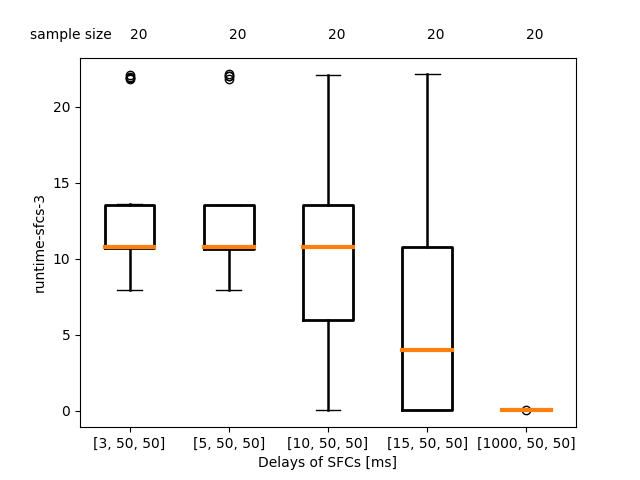 sample size 20 20 20 20 20
20
15
10
5
0
runtime-sfcs-3
[3, 50, 50] [5, 50, 50] [10, 50, 50] [15, 50, 50] [1000, 50, 50]
Delays of SFCs [ms]